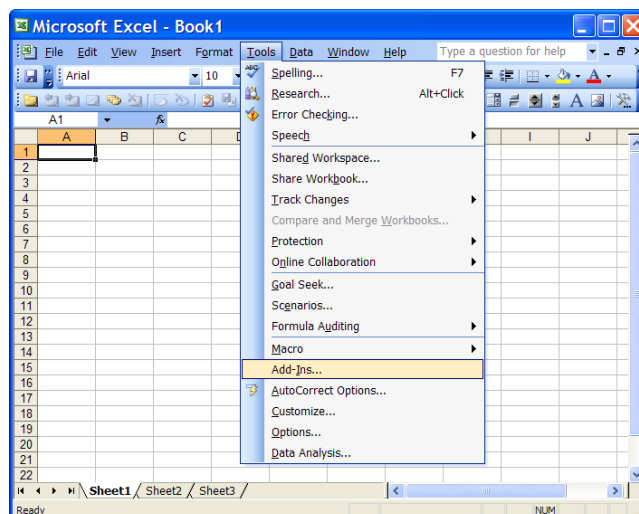 Microsoft Excel - Book1
File Edit View Insert Format Tools Data Window Help Type a question for help
Arial 10
A1 fx
A B C D I J
1
2
3
4
5
6
7
8
9
10
11
12
13
14
15
16
17
18
19
20
21
22
ABC Spelling... F7
Research... Alt+Click
Error Checking...
Speech
Shared Workspace...
Share Workbook...
Track Changes
Compare and Merge Workbooks...
Protection
Online Collaboration
Goal Seek...
Scenarios...
Formula Auditing
Macro
Add-Ins...
AutoCorrect Options...
Customize...
Options...
Data Analysis...
Sheet1 Sheet2 Sheet3
Ready NUM